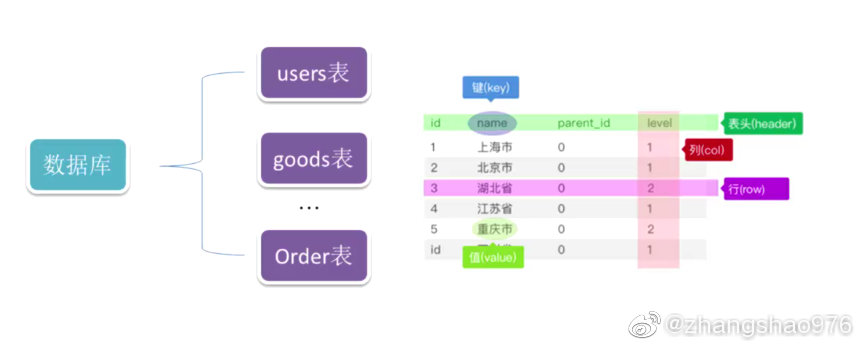 users表
数据库
goods表
...
Order表
键(key)
id name parent_id level
表头(header)
1 上海市 0 1
列(col)
2 北京市 0 1
3 湖北省 0 2
行(row)
4 江苏省 0 1
5 重庆市 0 2
id 0 1
值(value)
@zhangshao976